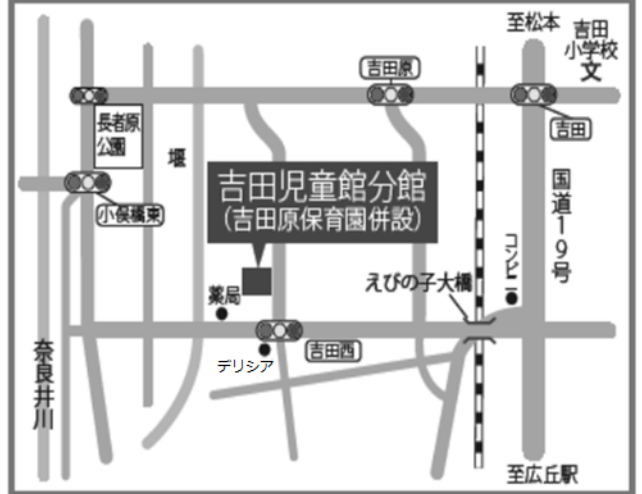 至松本
吉田
小学校
文
吉田原
長者原
公園
吉田
堰
吉田児童館分館
（吉田原保育園併設）
国道19号
小俣橋東
コンビニ
えびの子大橋
薬局
吉田西
デリシア
奈良井川
至広丘駅